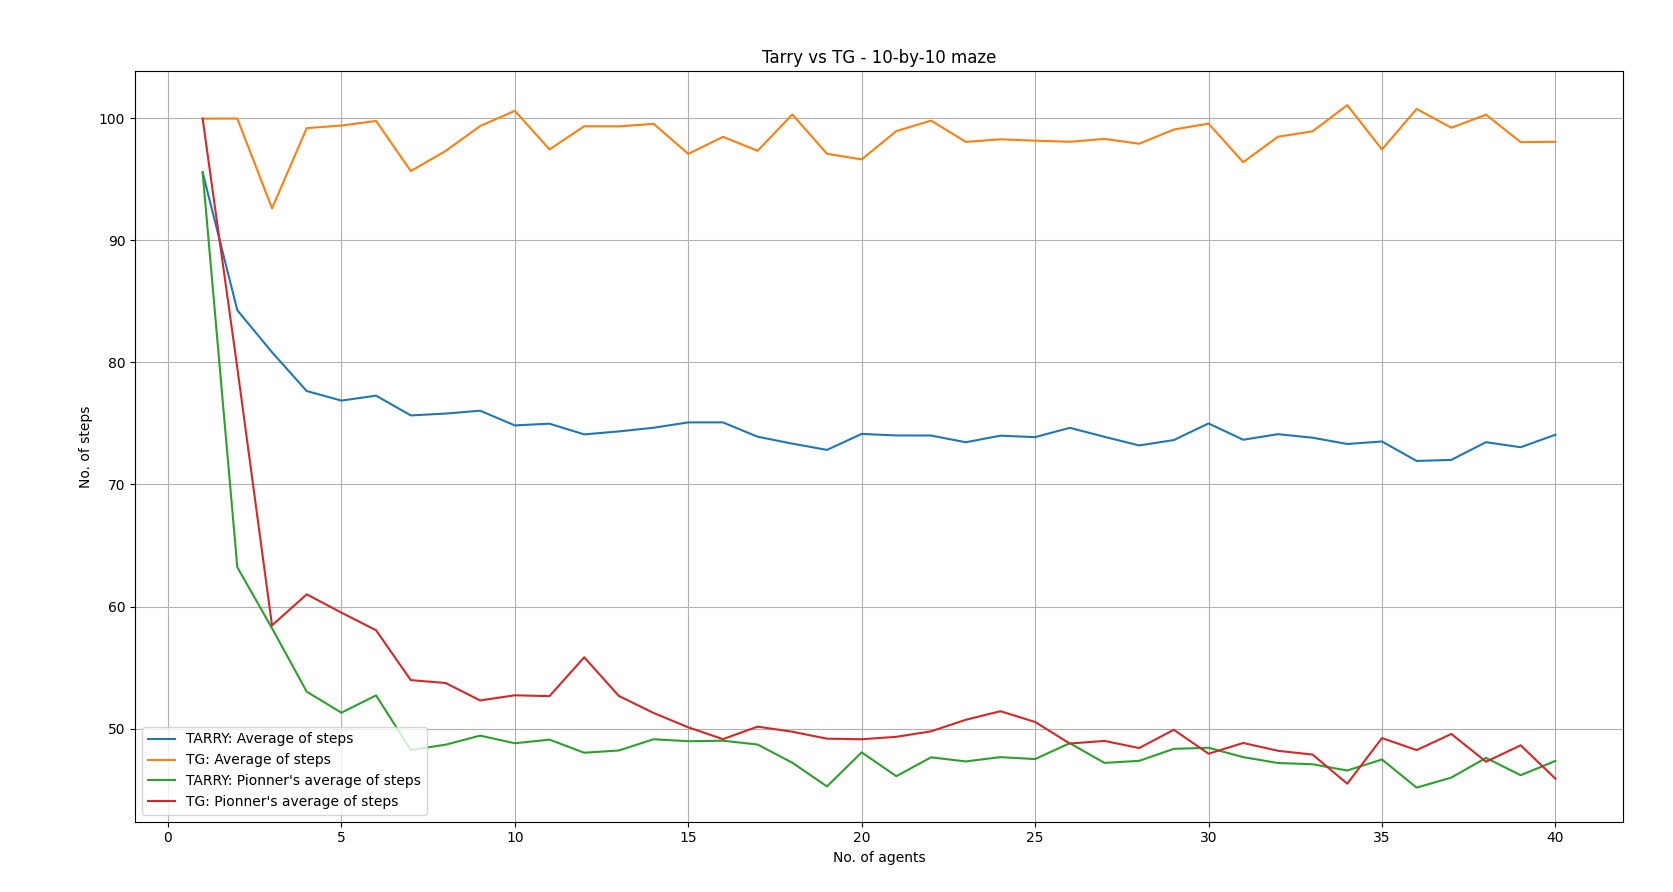 Tarry vs TG - 10-by-10 maze
No. of steps
100
90
80
70
60
50
TARRY: Average of steps
TG: Average of steps
TARRY: Pionner's average of steps
TG: Pionner's average of steps
0 5 10 15 20 25 30 35 40
No. of agents